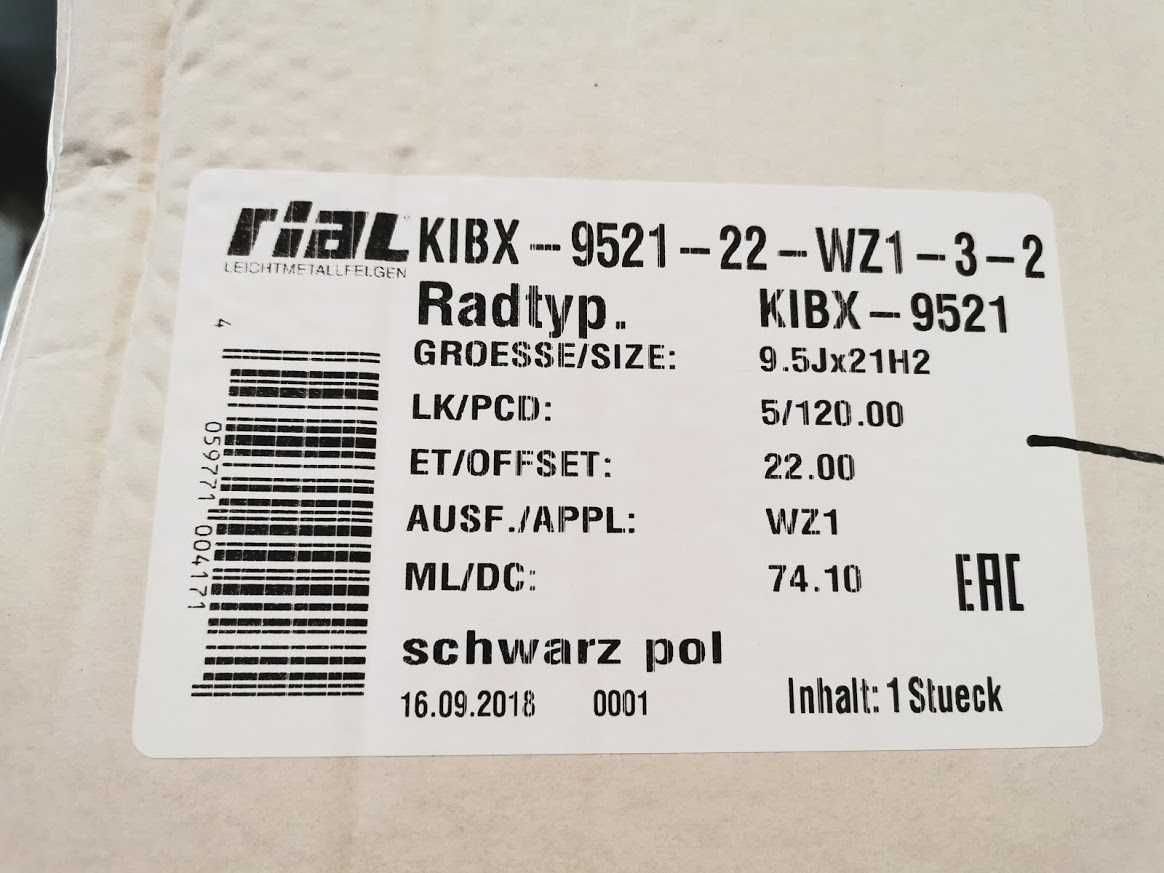 rial KIBX-9521-22-WZ1-3-2
LEICHTMETALLFELGEN
Radtyp. KIBX-9521
GROESSE/SIZE: 9.5Jx21H2
LK/PCD: 5/120.00
ET/OFFSET: 22.00
AUSF./APPL: WZ1
ML/DC: 74.10
EAC
schwarz pol
16.09.2018 0001 Inhalt: 1 Stueck
4 059771 004171